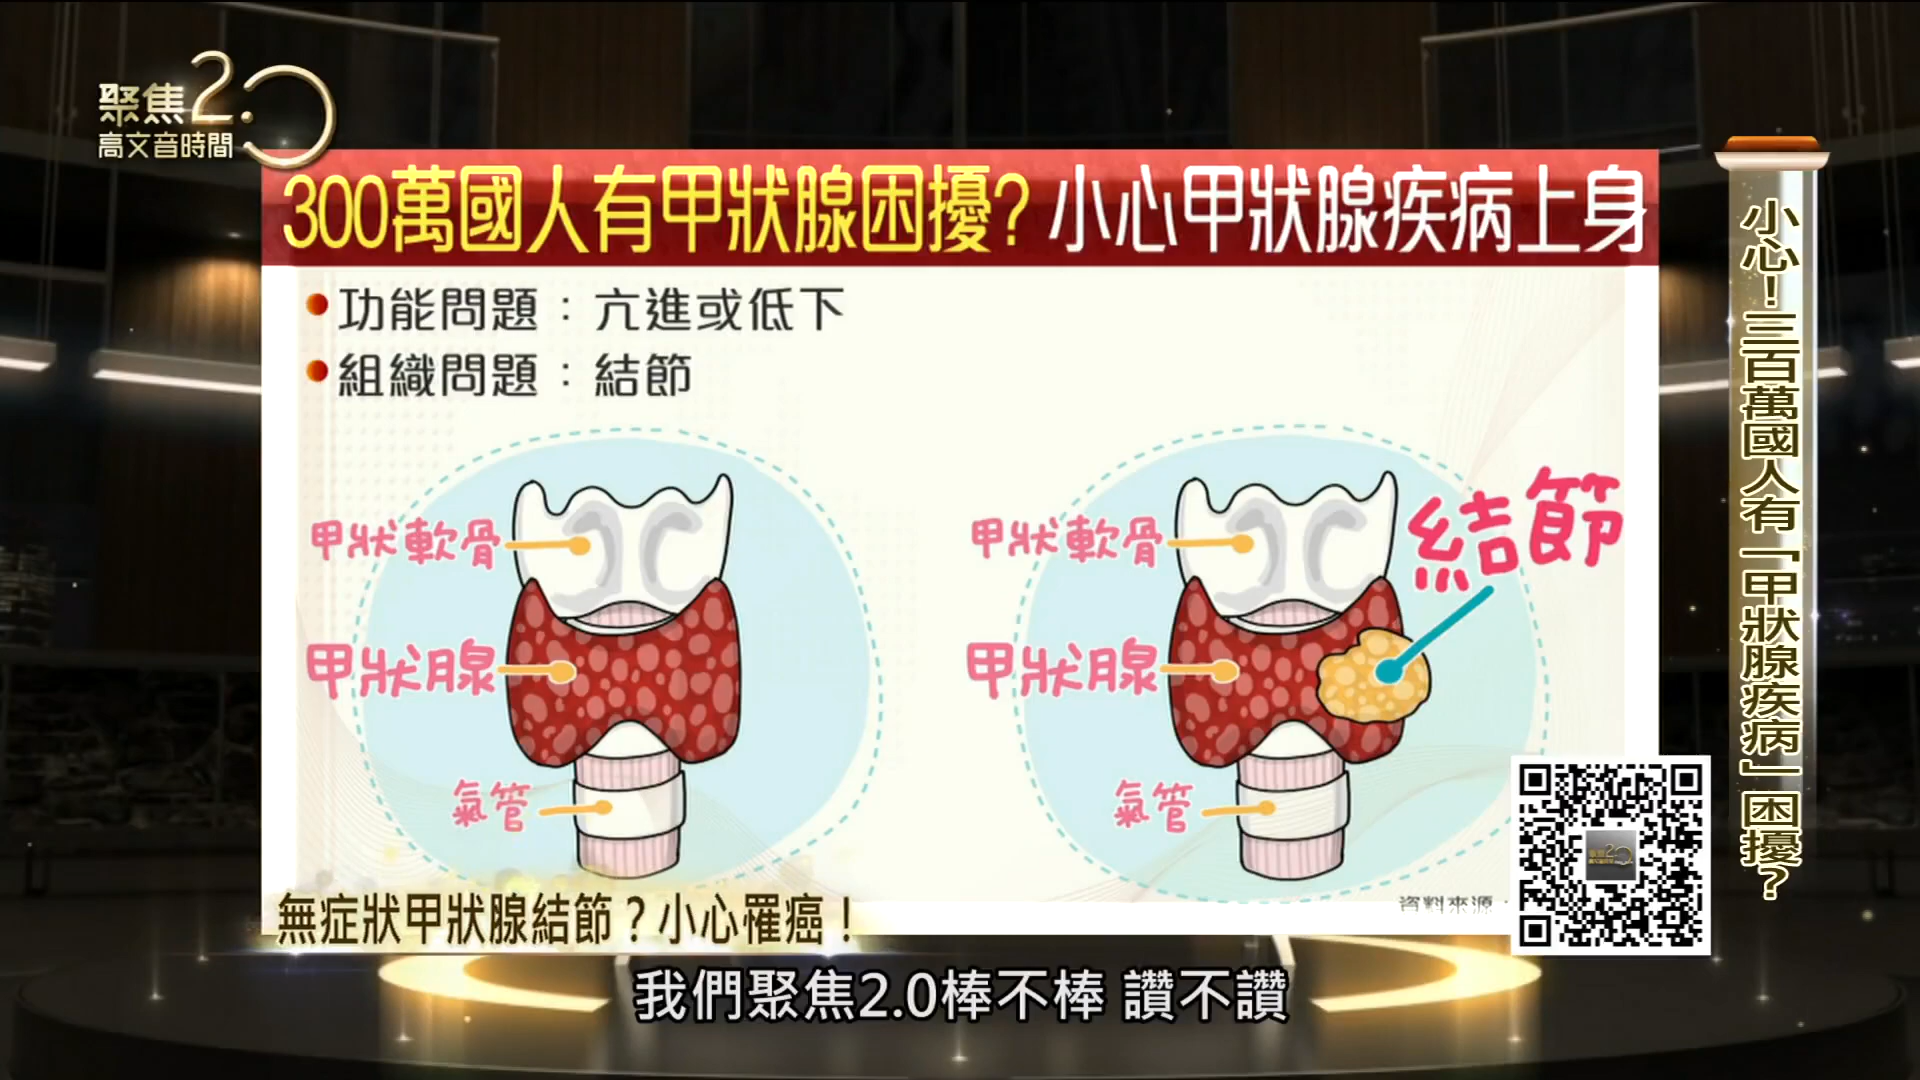 聚焦2.0
高文音時間
300萬國人有甲狀腺困擾? 小心甲狀腺疾病上身
功能問題：亢進或低下
組織問題：結節
甲狀軟骨
甲狀腺
氣管
甲狀軟骨
結節
甲狀腺
氣管
資料來源：
小心！三百萬國人有「甲狀腺疾病」困擾？
無症狀甲狀腺結節？小心罹癌！
我們聚焦2.0棒不棒 讚不讚